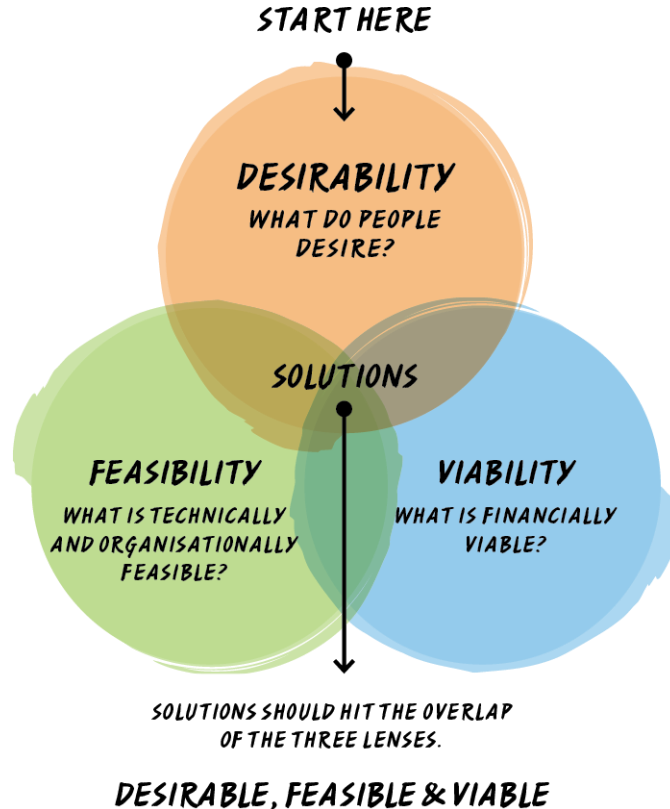 START HERE
DESIRABILITY
WHAT DO PEOPLE
DESIRE?
SOLUTIONS
FEASIBILITY
WHAT IS TECHNICALLY
AND ORGANISATIONALLY
FEASIBLE?
VIABILITY
WHAT IS FINANCIALLY
VIABLE?
SOLUTIONS SHOULD HIT THE OVERLAP
OF THE THREE LENSES.
DESIRABLE, FEASIBLE & VIABLE